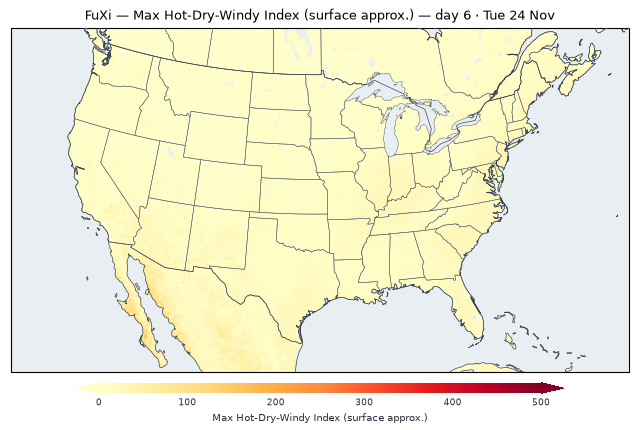 FuXi — Max Hot-Dry-Windy Index (surface approx.) — day 6 · Tue 24 Nov
0 100 200 300 400 500
Max Hot-Dry-Windy Index (surface approx.)